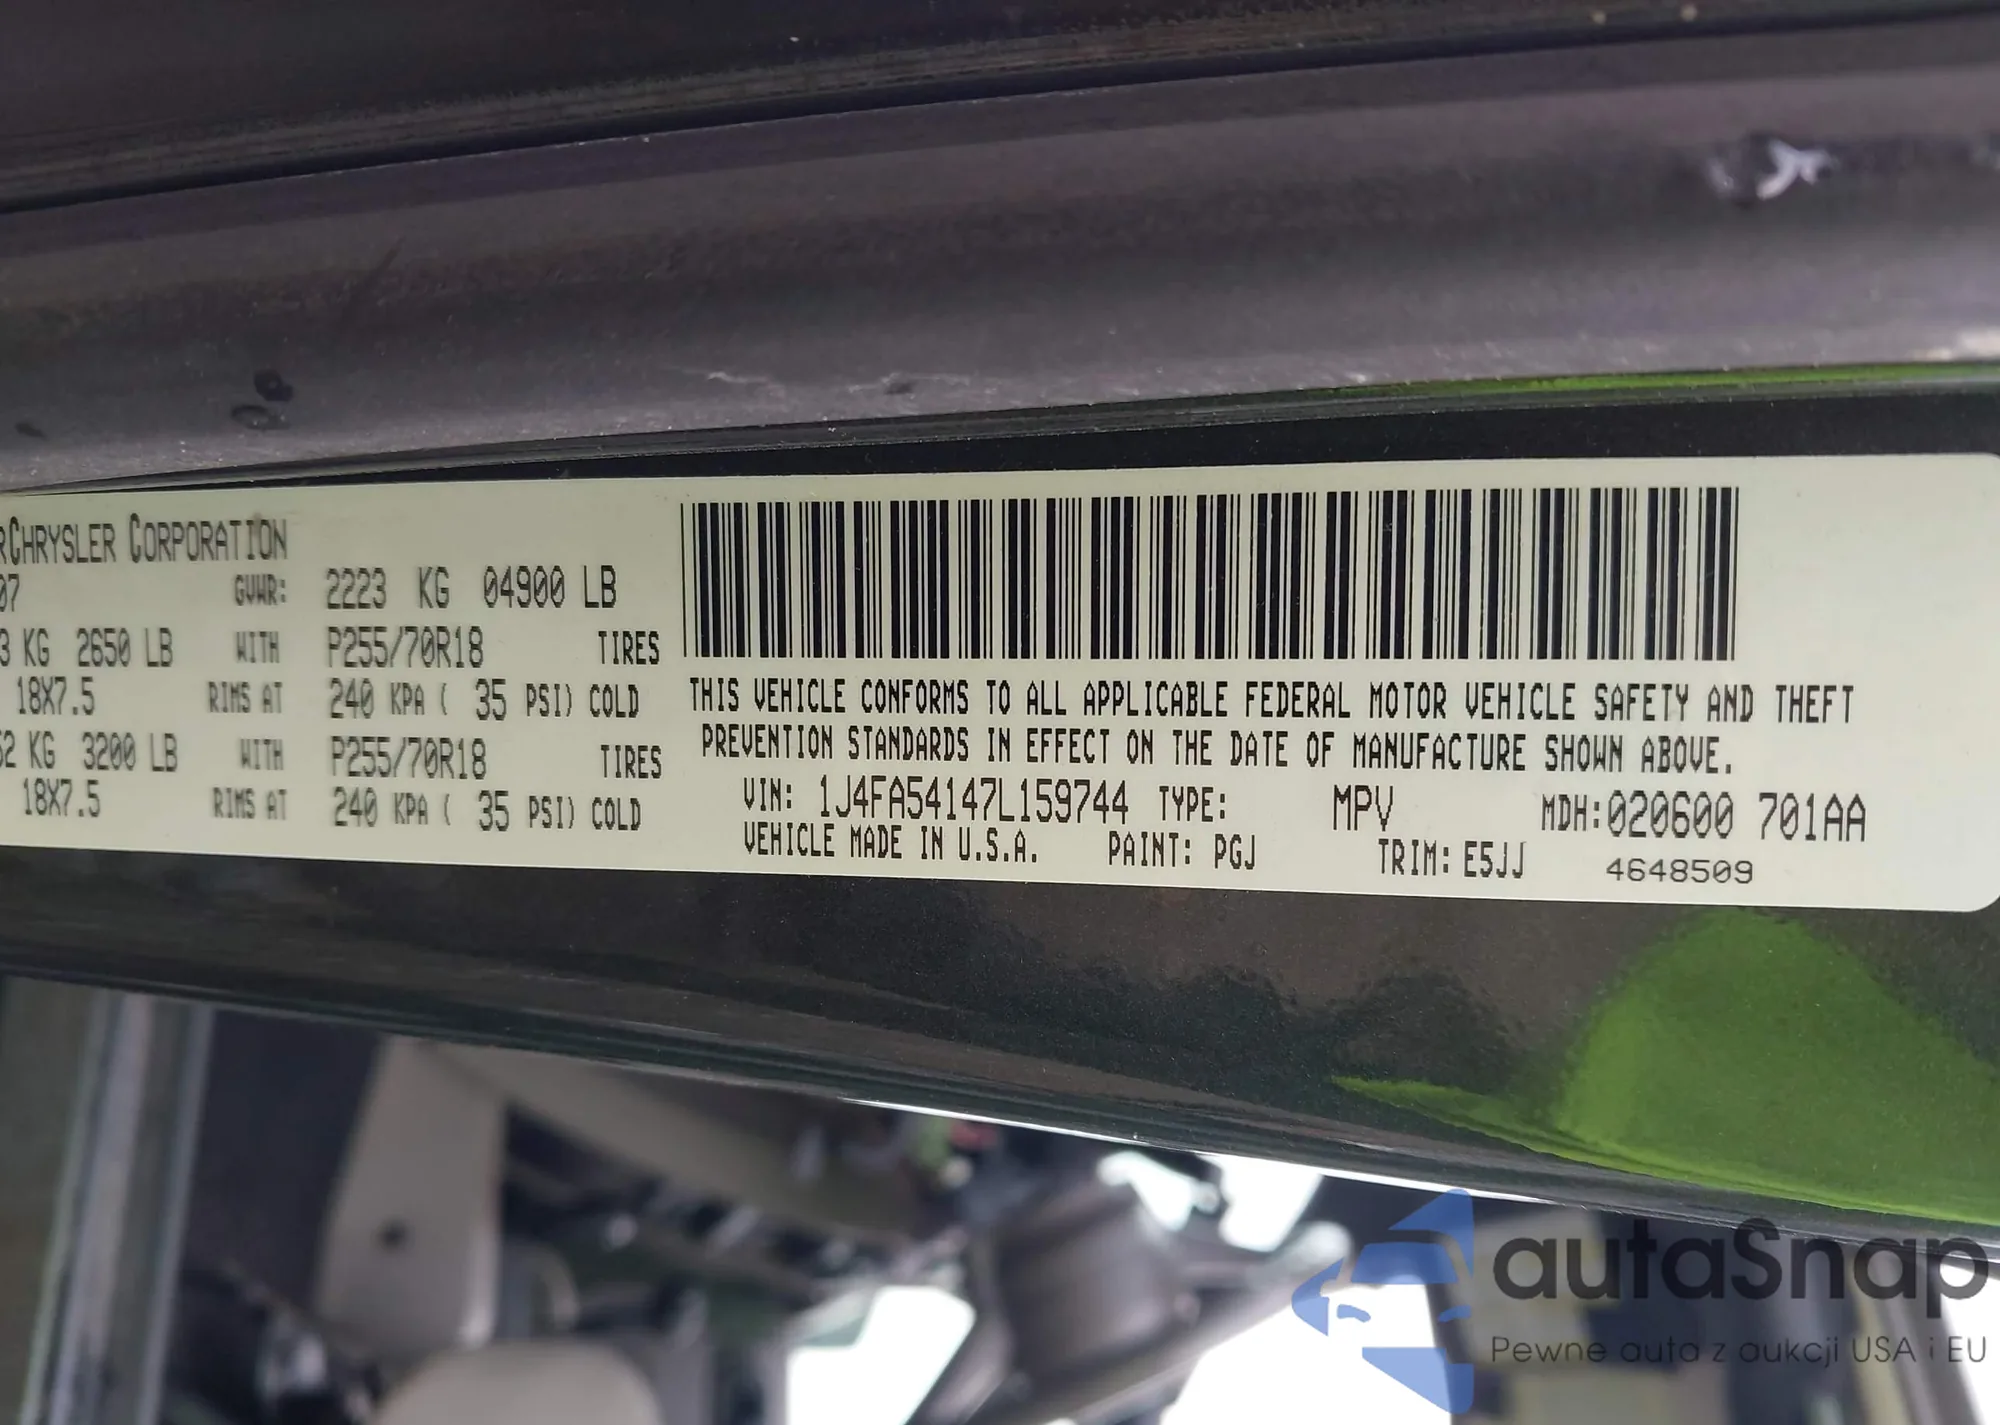 RCHRYSLER CORPORATION
07 GVWR: 2223 KG 04900 LB
3 KG 2650 LB WITH P255/70R18 TIRES
18X7.5 RIMS AT 240 KPA ( 35 PSI) COLD
52 KG 3200 LB WITH P255/70R18 TIRES
18X7.5 RIMS AT 240 KPA ( 35 PSI) COLD
THIS VEHICLE CONFORMS TO ALL APPLICABLE FEDERAL MOTOR VEHICLE SAFETY AND THEFT
PREVENTION STANDARDS IN EFFECT ON THE DATE OF MANUFACTURE SHOWN ABOVE.
VIN: 1J4FA54147L159744 TYPE: MPV MDH:020600 701AA
VEHICLE MADE IN U.S.A. PAINT: PGJ TRIM: E5JJ 4648509
autaSnap
Pewne auta z aukcji USA i EU